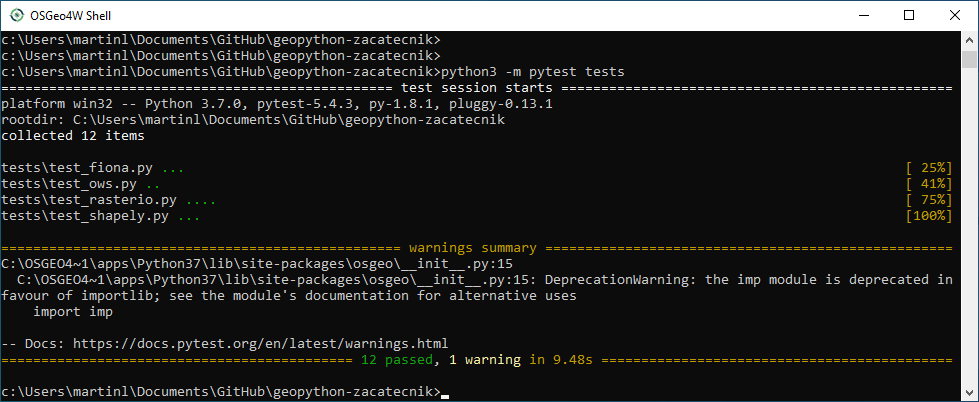 OSGeo4W Shell
c:\Users\martinl\Documents\GitHub\geopython-zacatecnik>
c:\Users\martinl\Documents\GitHub\geopython-zacatecnik>
c:\Users\martinl\Documents\GitHub\geopython-zacatecnik>python3 -m pytest tests
================================================= test session starts =================================================
platform win32 -- Python 3.7.0, pytest-5.4.3, py-1.8.1, pluggy-0.13.1
rootdir: C:\Users\martinl\Documents\GitHub\geopython-zacatecnik
collected 12 items
tests\test_fiona.py ... [ 25%]
tests\test_ows.py .. [ 41%]
tests\test_rasterio.py .... [ 75%]
tests\test_shapely.py ... [100%]
================================================== warnings summary ===================================================
C:\OSGEO4~1\apps\Python37\lib\site-packages\osgeo\__init__.py:15
C:\OSGEO4~1\apps\Python37\lib\site-packages\osgeo\__init__.py:15: DeprecationWarning: the imp module is deprecated in
favour of importlib; see the module's documentation for alternative uses
import imp
-- Docs: https://docs.pytest.org/en/latest/warnings.html
============================================ 12 passed, 1 warning in 9.48s ============================================
c:\Users\martinl\Documents\GitHub\geopython-zacatecnik>